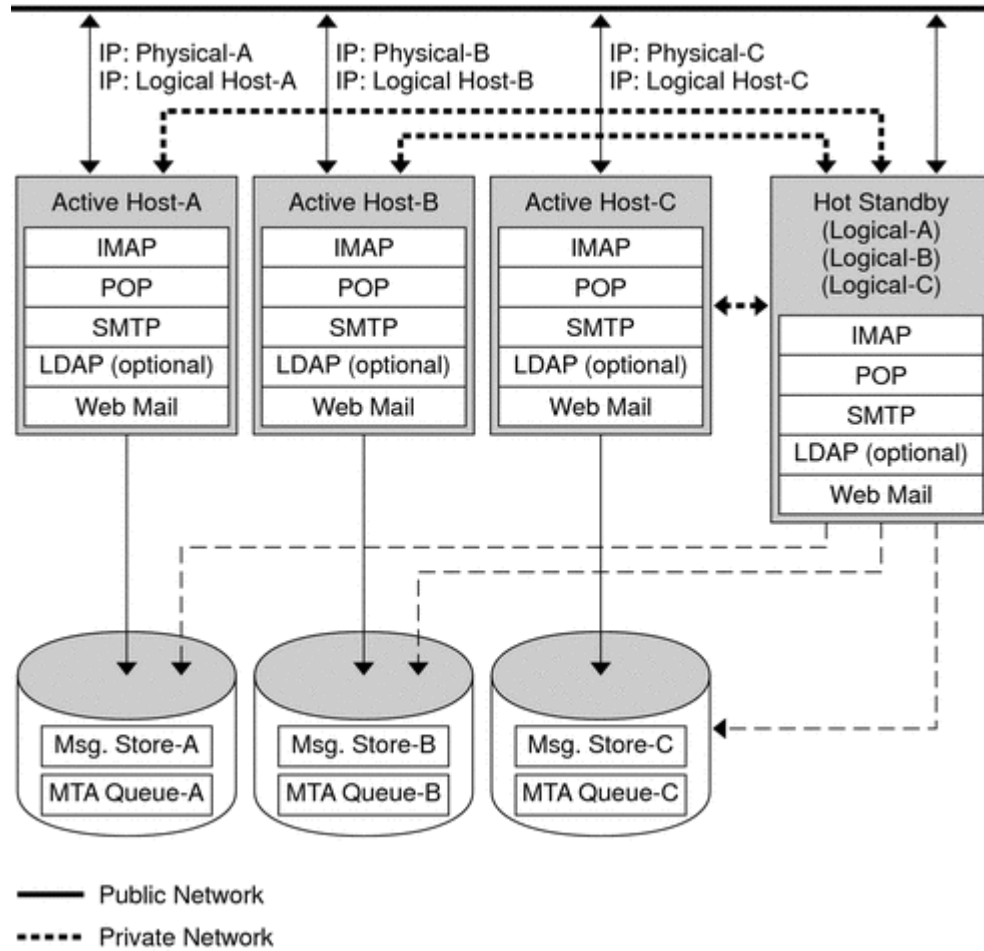 IP: Physical-A
IP: Logical Host-A
IP: Physical-B
IP: Logical Host-B
IP: Physical-C
IP: Logical Host-C
Active Host-A
IMAP
POP
SMTP
LDAP (optional)
Web Mail
Active Host-B
IMAP
POP
SMTP
LDAP (optional)
Web Mail
Active Host-C
IMAP
POP
SMTP
LDAP (optional)
Web Mail
Hot Standby
(Logical-A)
(Logical-B)
(Logical-C)
IMAP
POP
SMTP
LDAP (optional)
Web Mail
Msg. Store-A
MTA Queue-A
Msg. Store-B
MTA Queue-B
Msg. Store-C
MTA Queue-C
Public Network
Private Network